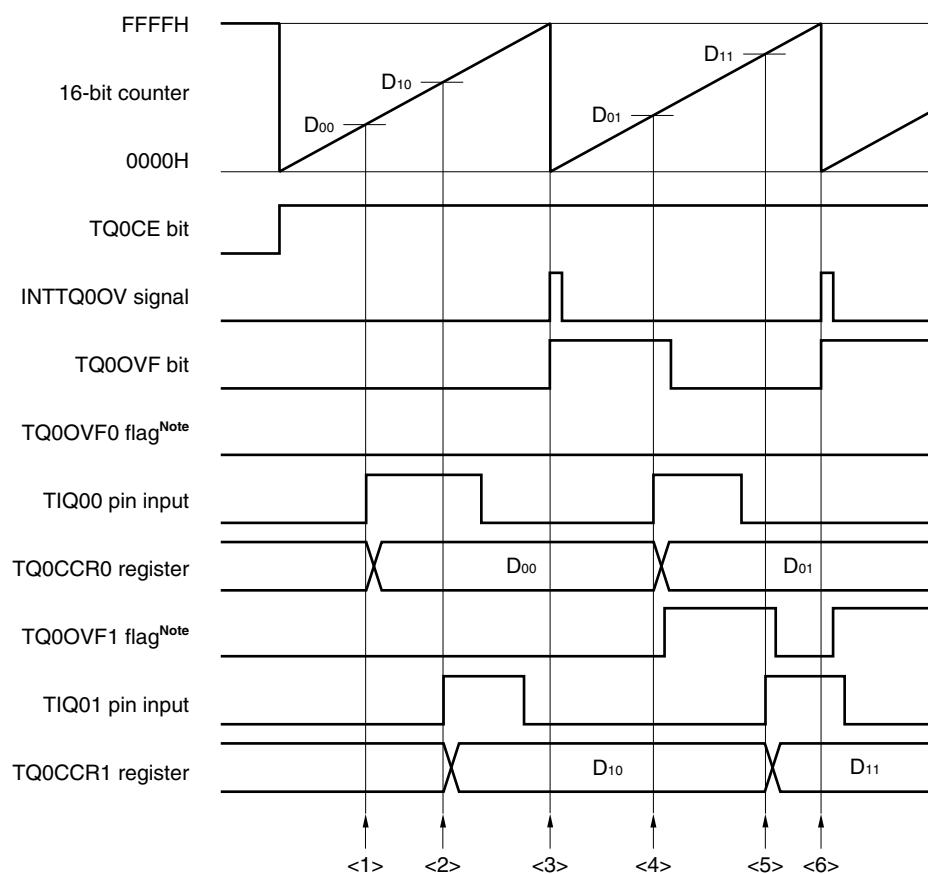 FFFFH
16-bit counter
0000H
D00
D10
D01
D11
TQ0CE bit
INTTQ0OV signal
TQ0OVF bit
TQ0OVF0 flagNote
TIQ00 pin input
TQ0CCR0 register
D00
D01
TQ0OVF1 flagNote
TIQ01 pin input
TQ0CCR1 register
D10
D11
<1> <2> <3> <4> <5> <6>